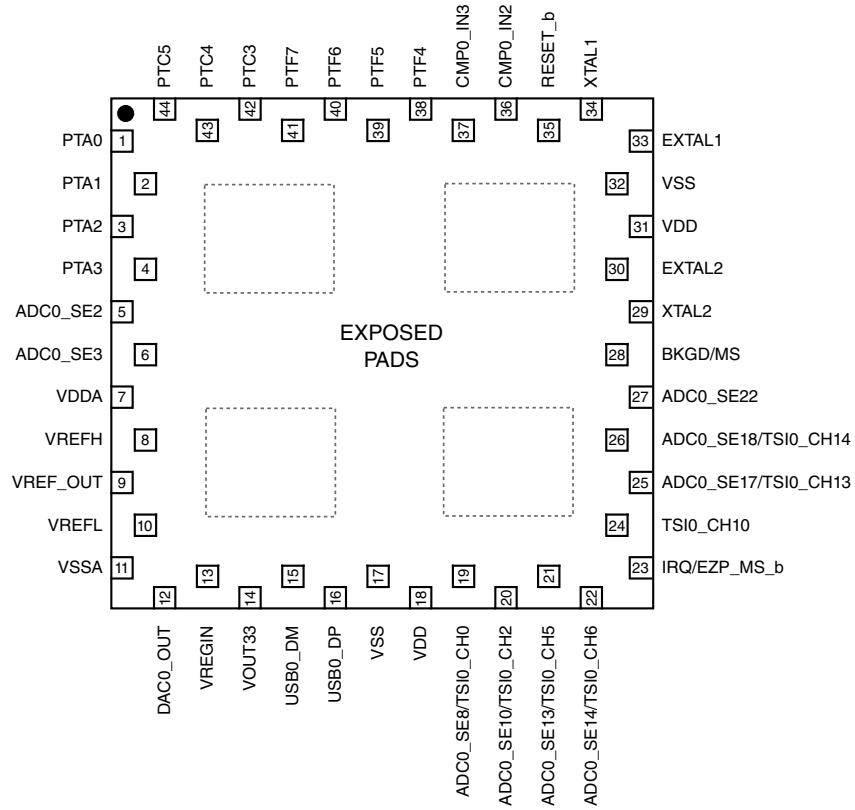 PTC5
PTC4
PTC3
PTF7
PTF6
PTF5
PTF4
CMP0_IN3
CMP0_IN2
RESET_b
XTAL1
44
43
42
41
40
39
38
37
36
35
34
PTA0 1
PTA1 2
PTA2 3
PTA3 4
ADC0_SE2 5
ADC0_SE3 6
VDDA 7
VREFH 8
VREF_OUT 9
VREFL 10
VSSA 11
EXPOSED
PADS
33 EXTAL1
32 VSS
31 VDD
30 EXTAL2
29 XTAL2
28 BKGD/MS
27 ADC0_SE22
26 ADC0_SE18/TSI0_CH14
25 ADC0_SE17/TSI0_CH13
24 TSI0_CH10
23 IRQ/EZP_MS_b
12
13
14
15
16
17
18
19
20
21
22
DAC0_OUT
VREGIN
VOUT33
USB0_DM
USB0_DP
VSS
VDD
ADC0_SE8/TSI0_CH0
ADC0_SE10/TSI0_CH2
ADC0_SE13/TSI0_CH5
ADC0_SE14/TSI0_CH6